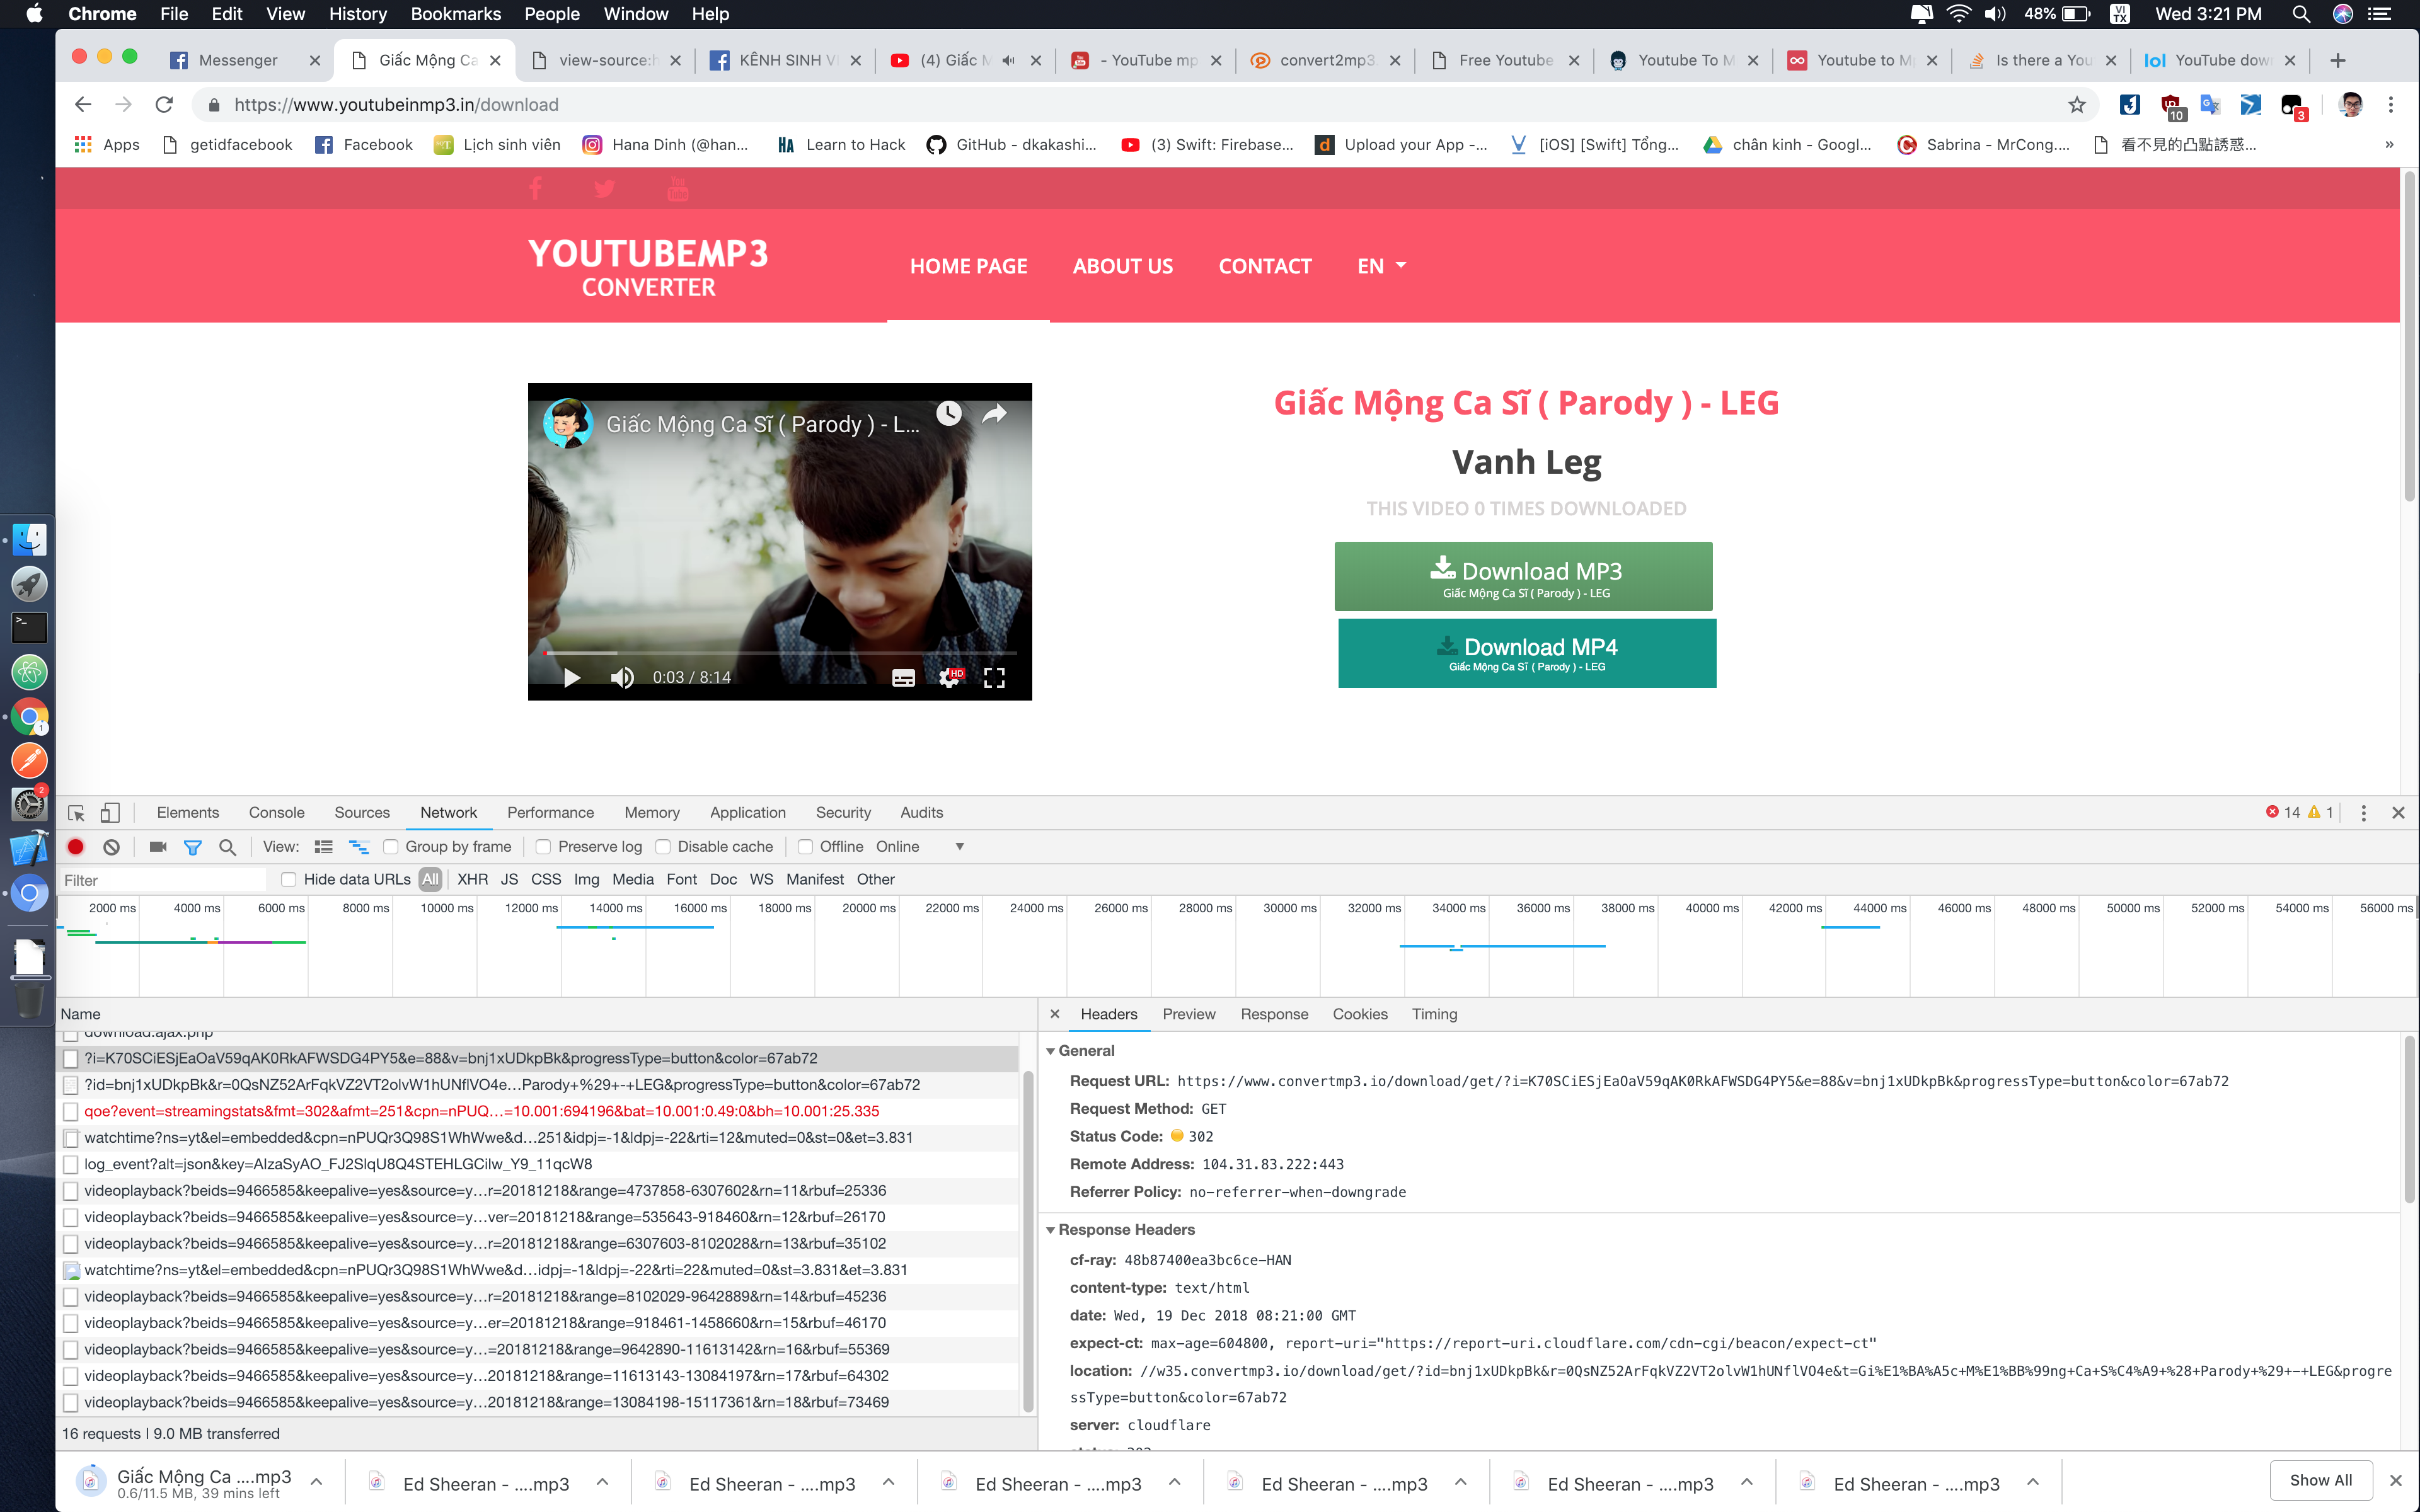 Chrome File Edit View History Bookmarks People Window Help 48% VI TX Wed 3:21 PM
Messenger Giấc Mộng Ca view-source:h KÊNH SINH VI (4) Giấc M - YouTube mp convert2mp3. Free Youtube Youtube To M Youtube to M Is there a You lol YouTube dow
https://www.youtubeinmp3.in/download 10 3
Apps getidfacebook Facebook Lịch sinh viên Hana Dinh (@han... HA Learn to Hack GitHub - dkakashi... (3) Swift: Firebase... d Upload your App -... [iOS] [Swift] Tổng... chân kinh - Googl... Sabrina - MrCong.... 看不見的凸點誘惑... »
YOUTUBEMP3
CONVERTER
HOME PAGE ABOUT US CONTACT EN
Giấc Mộng Ca Sĩ ( Parody ) - L...
0:03 / 8:14 HD
Giấc Mộng Ca Sĩ ( Parody ) - LEG
Vanh Leg
THIS VIDEO 0 TIMES DOWNLOADED
Download MP3
Giấc Mộng Ca Sĩ ( Parody ) - LEG
Download MP4
Giấc Mộng Ca Sĩ ( Parody ) - LEG
Elements Console Sources Network Performance Memory Application Security Audits 14 1
View: Group by frame Preserve log Disable cache Offline Online
Filter Hide data URLs All XHR JS CSS Img Media Font Doc WS Manifest Other
2000 ms 4000 ms 6000 ms 8000 ms 10000 ms 12000 ms 14000 ms 16000 ms 18000 ms 20000 ms 22000 ms 24000 ms 26000 ms 28000 ms 30000 ms 32000 ms 34000 ms 36000 ms 38000 ms 40000 ms 42000 ms 44000 ms 46000 ms 48000 ms 50000 ms 52000 ms 54000 ms 56000 ms
Name
download.ajax.php
?i=K70SCiESjEaOaV59qAK0RkAFWSDG4PY5&e=88&v=bnj1xUDkpBk&progressType=button&color=67ab72
?id=bnj1xUDkpBk&r=0QsNZ52ArFqkVZ2VT2olvW1hUNflVO4e…Parody+%29+-+LEG&progressType=button&color=67ab72
qoe?event=streamingstats&fmt=302&afmt=251&cpn=nPUQ…=10.001:694196&bat=10.001:0.49:0&bh=10.001:25.335
watchtime?ns=yt&el=embedded&cpn=nPUQr3Q98S1WhWwe&d…251&idpj=-1&ldpj=-22&rti=12&muted=0&st=0&et=3.831
log_event?alt=json&key=AIzaSyAO_FJ2SlqU8Q4STEHLGCilw_Y9_11qcW8
videoplayback?beids=9466585&keepalive=yes&source=y…r=20181218&range=4737858-6307602&rn=11&rbuf=25336
videoplayback?beids=9466585&keepalive=yes&source=y…ver=20181218&range=535643-918460&rn=12&rbuf=26170
videoplayback?beids=9466585&keepalive=yes&source=y…r=20181218&range=6307603-8102028&rn=13&rbuf=35102
watchtime?ns=yt&el=embedded&cpn=nPUQr3Q98S1WhWwe&d…idpj=-1&ldpj=-22&rti=22&muted=0&st=3.831&et=3.831
videoplayback?beids=9466585&keepalive=yes&source=y…r=20181218&range=8102029-9642889&rn=14&rbuf=45236
videoplayback?beids=9466585&keepalive=yes&source=y…er=20181218&range=918461-1458660&rn=15&rbuf=46170
videoplayback?beids=9466585&keepalive=yes&source=y…=20181218&range=9642890-11613142&rn=16&rbuf=55369
videoplayback?beids=9466585&keepalive=yes&source=y…20181218&range=11613143-13084197&rn=17&rbuf=64302
videoplayback?beids=9466585&keepalive=yes&source=y…20181218&range=13084198-15117361&rn=18&rbuf=73469
16 requests | 9.0 MB transferred
Headers Preview Response Cookies Timing
General
Request URL: https://www.convertmp3.io/download/get/?i=K70SCiESjEaOaV59qAK0RkAFWSDG4PY5&e=88&v=bnj1xUDkpBk&progressType=button&color=67ab72
Request Method: GET
Status Code: 302
Remote Address: 104.31.83.222:443
Referrer Policy: no-referrer-when-downgrade
Response Headers
cf-ray: 48b87400ea3bc6ce-HAN
content-type: text/html
date: Wed, 19 Dec 2018 08:21:00 GMT
expect-ct: max-age=604800, report-uri="https://report-uri.cloudflare.com/cdn-cgi/beacon/expect-ct"
location: //w35.convertmp3.io/download/get/?id=bnj1xUDkpBk&r=0QsNZ52ArFqkVZ2VT2olvW1hUNflVO4e&t=Gi%E1%BA%A5c+M%E1%BB%99ng+Ca+S%C4%A9+%28+Parody+%29+-+LEG&progre
ssType=button&color=67ab72
server: cloudflare
status: 302
Giấc Mộng Ca ....mp3
0.6/11.5 MB, 39 mins left
Ed Sheeran - ....mp3 Ed Sheeran - ....mp3 Ed Sheeran - ....mp3 Ed Sheeran - ....mp3 Ed Sheeran - ....mp3 Ed Sheeran - ....mp3 Show All